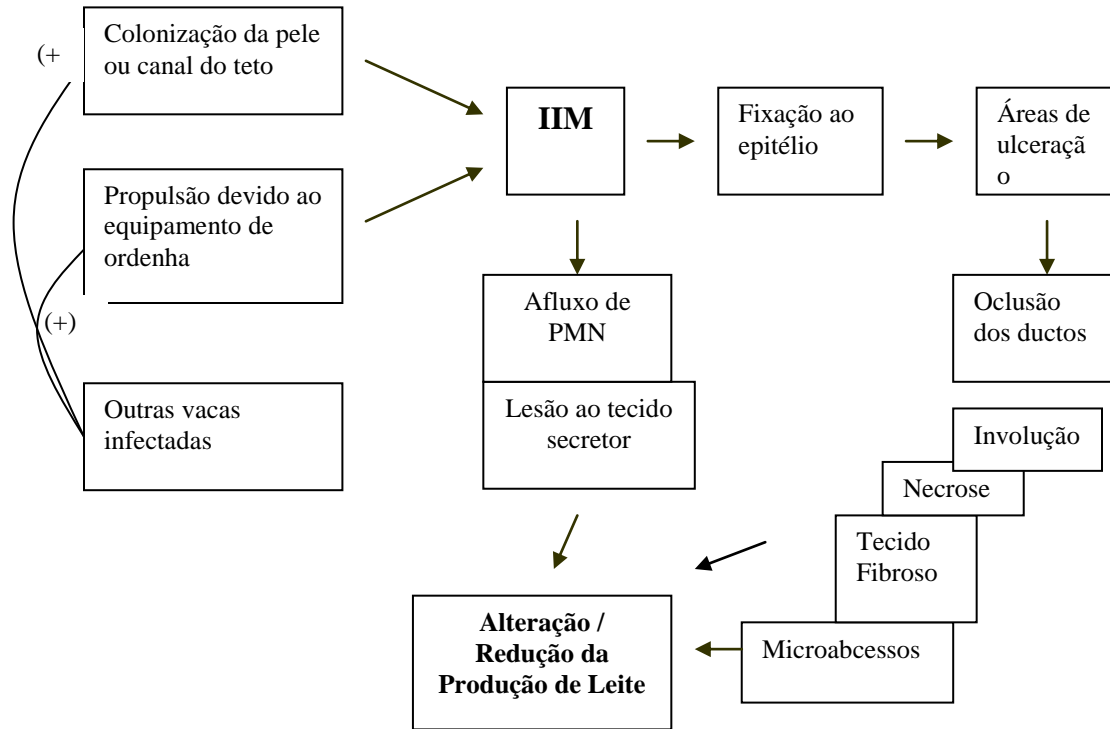 (+
Colonização da pele
ou canal do teto
IIM
Fixação ao
epitélio
Áreas de
ulceraçã
o
Propulsão devido ao
equipamento de
ordenha
(+)
Afluxo de
PMN
Oclusão
dos ductos
Outras vacas
infectadas
Lesão ao tecido
secretor
Involução
Necrose
Tecido
Fibroso
Microabcessos
Alteração /
Redução da
Produção de Leite